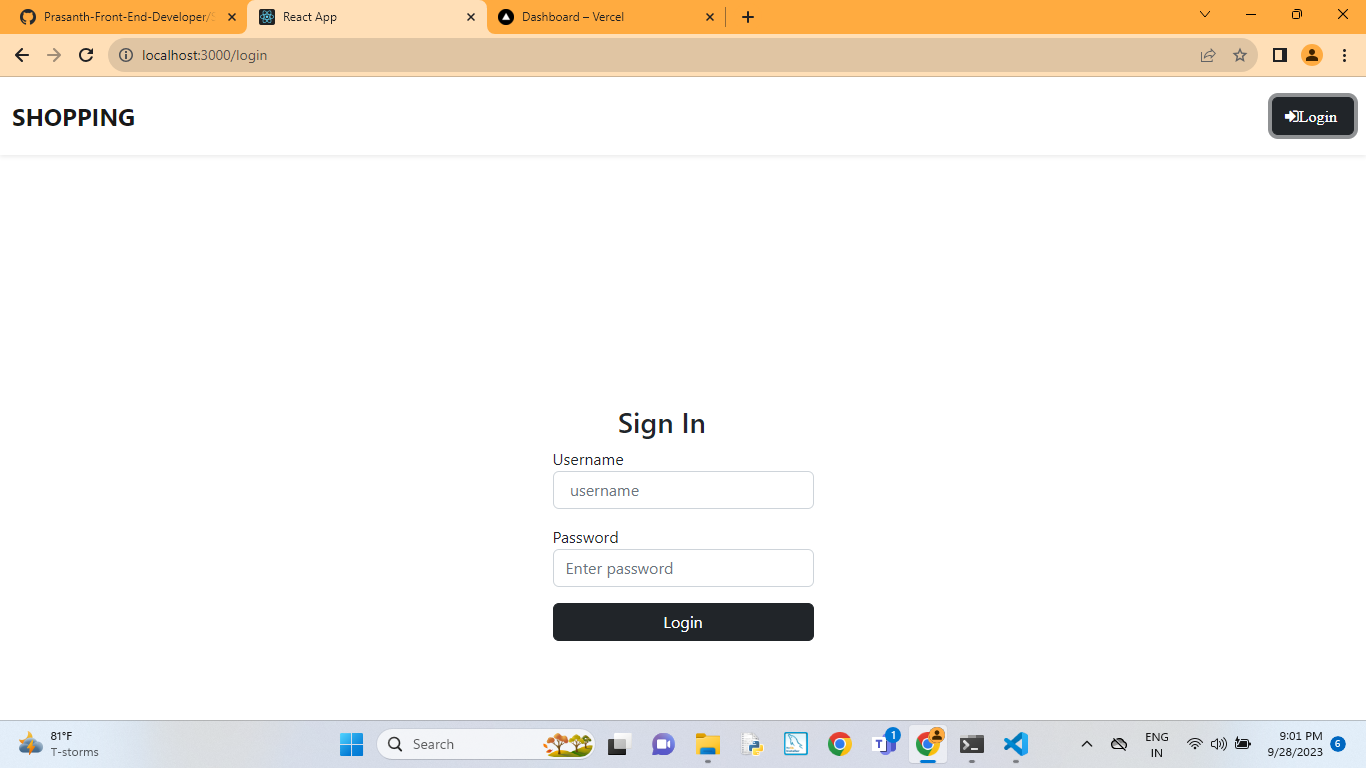 Prasanth-Front-End-Developer/
React App
Dashboard – Vercel
localhost:3000/login
SHOPPING
Login
Sign In
Username
username
Password
Enter password
Login
81°F
T-storms
Search
1
ENG
IN
9:01 PM
9/28/2023
6